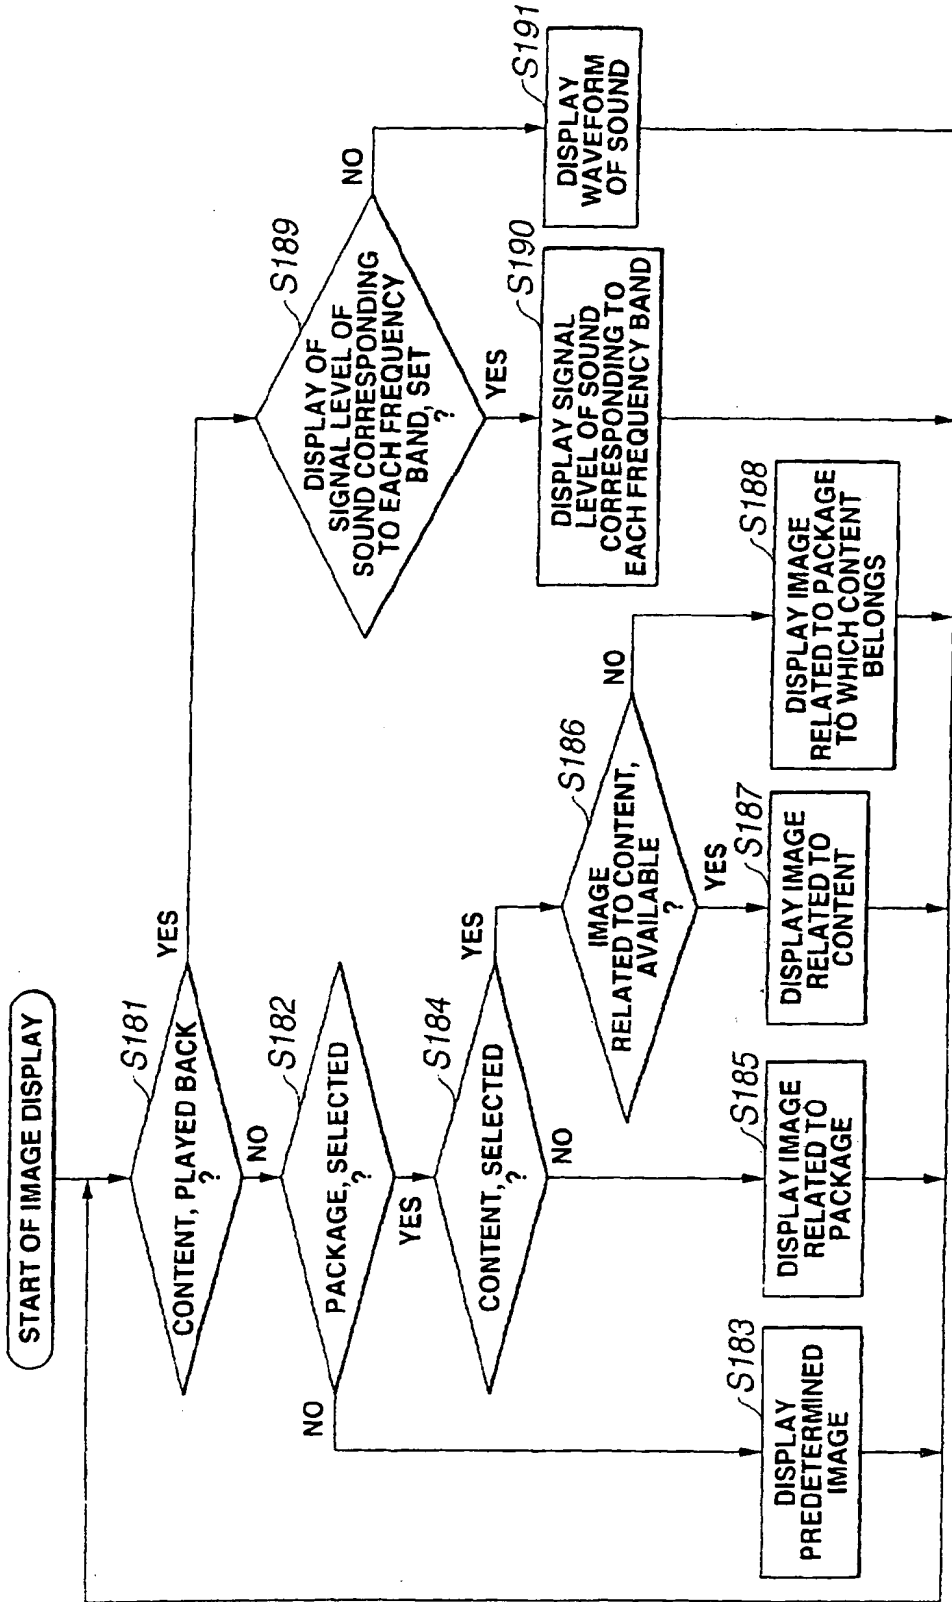 START OF IMAGE DISPLAY
S181
CONTENT, PLAYED BACK
?
YES
NO
S182
PACKAGE, SELECTED
?
NO
YES
S184
CONTENT, SELECTED
?
YES
NO
S183
DISPLAY
PREDETERMINED
IMAGE
S185
DISPLAY IMAGE
RELATED TO
PACKAGE
S186
IMAGE
RELATED TO CONTENT,
AVAILABLE
?
NO
YES
S187
DISPLAY IMAGE
RELATED TO
CONTENT
S188
DISPLAY IMAGE
RELATED TO PACKAGE
TO WHICH CONTENT
BELONGS
S189
DISPLAY OF
SIGNAL LEVEL OF
SOUND CORRESPONDING
TO EACH FREQUENCY
BAND, SET
?
NO
YES
S190
DISPLAY SIGNAL
LEVEL OF SOUND
CORRESPONDING TO
EACH FREQUENCY BAND
S191
DISPLAY
WAVEFORM
OF SOUND